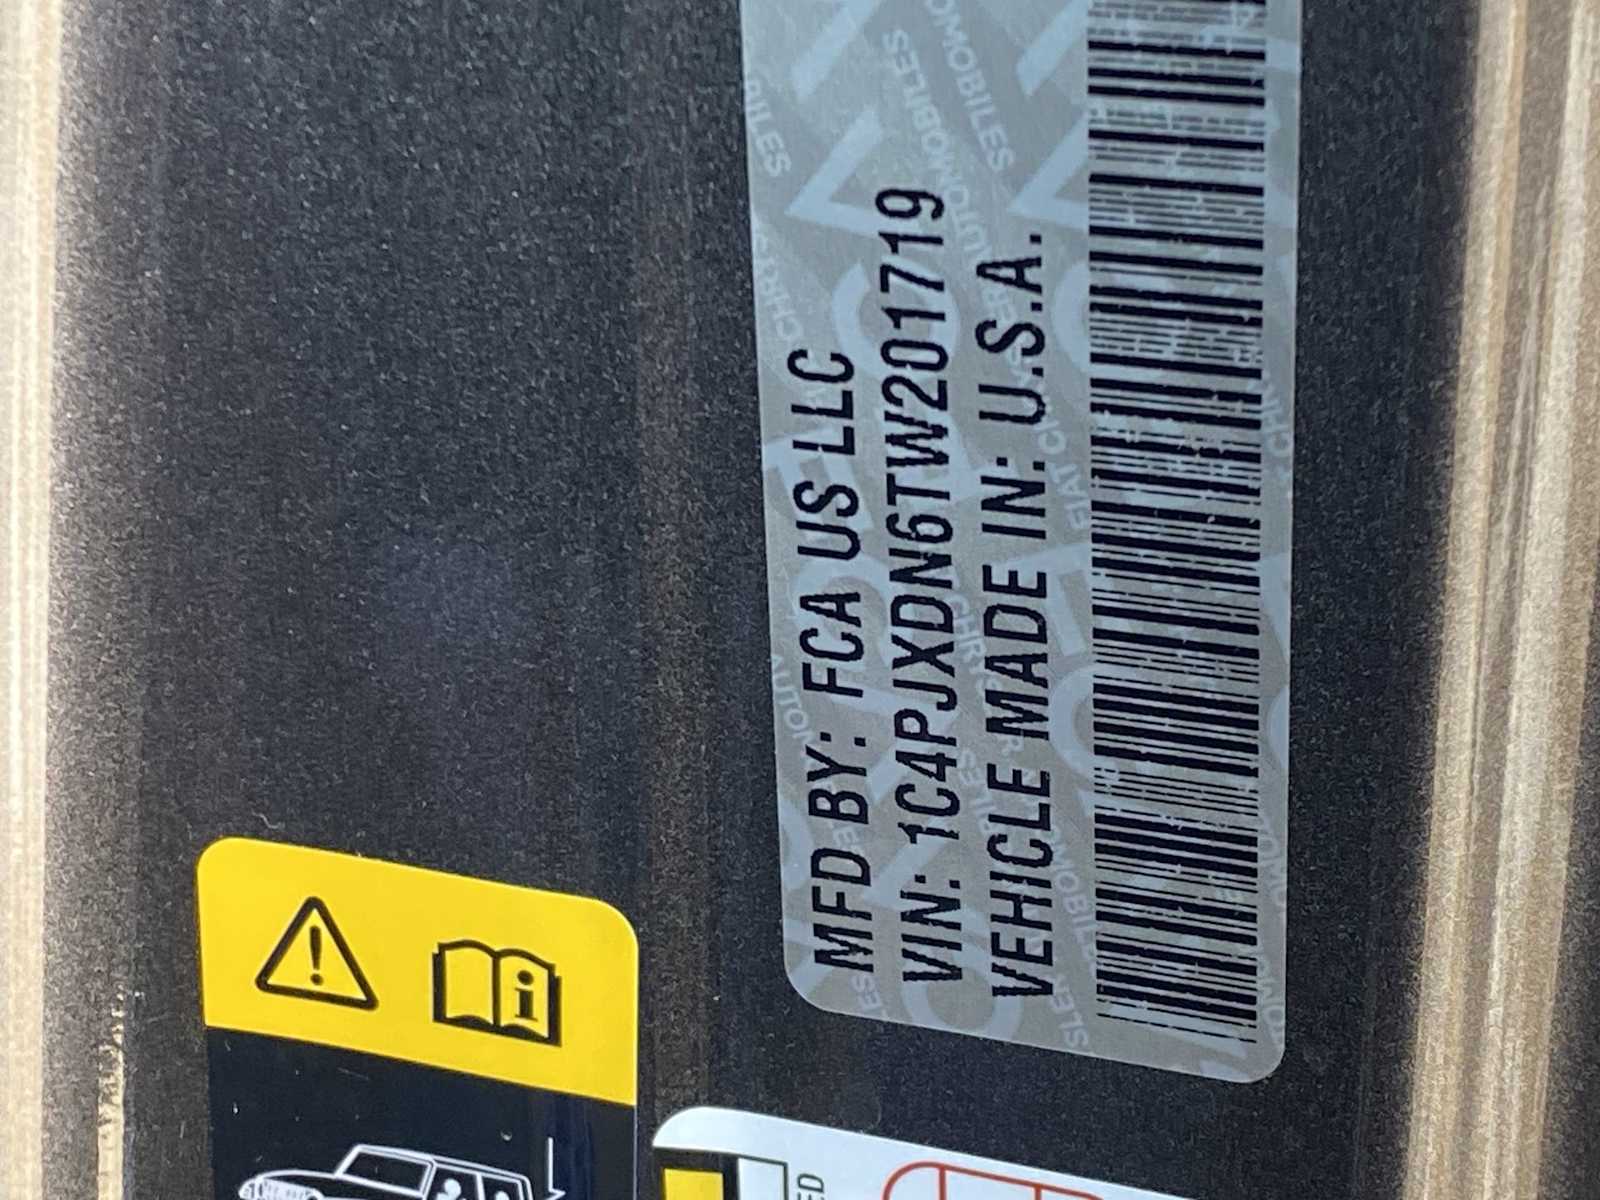 MFD BY: FCA US LLC
VIN: 1C4PJXDN6TW201719
VEHICLE MADE IN: U.S.A.